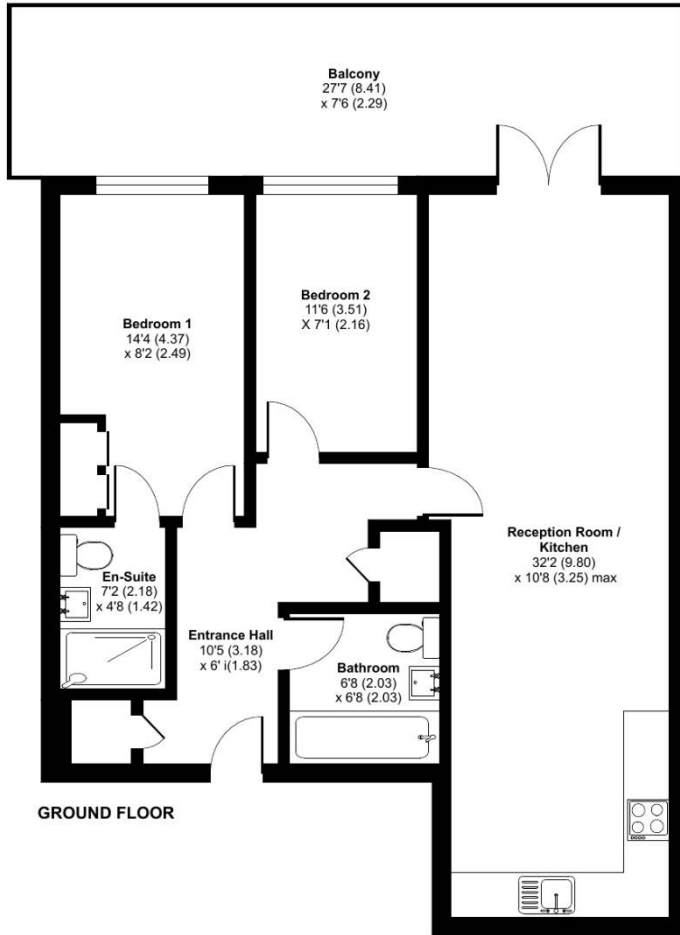 Balcony
27'7 (8.41)
x 7'6 (2.29)
Bedroom 1
14'4 (4.37)
x 8'2 (2.49)
Bedroom 2
11'6 (3.51)
X 7'1 (2.16)
Reception Room /
Kitchen
32'2 (9.80)
x 10'8 (3.25) max
En-Suite
7'2 (2.18)
x 4'8 (1.42)
Entrance Hall
10'5 (3.18)
x 6' i(1.83)
Bathroom
6'8 (2.03)
x 6'8 (2.03)
GROUND FLOOR